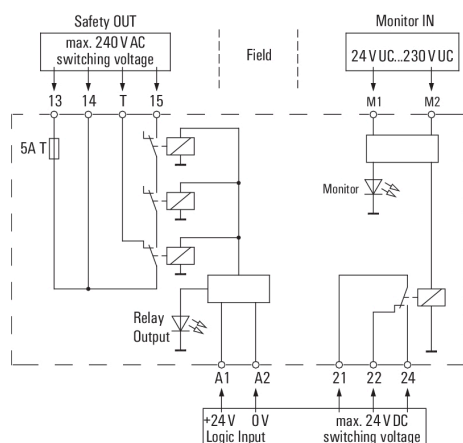 Safety OUT
Monitor IN
max. 240 V AC
switching voltage
Field
24 V UC...230 V UC
13 14 T 15
M1 M2
5A T
Monitor
Relay
Output
A1 A2 21 22 24
+24 V 0 V
Logic Input
max. 24 V DC
switching voltage